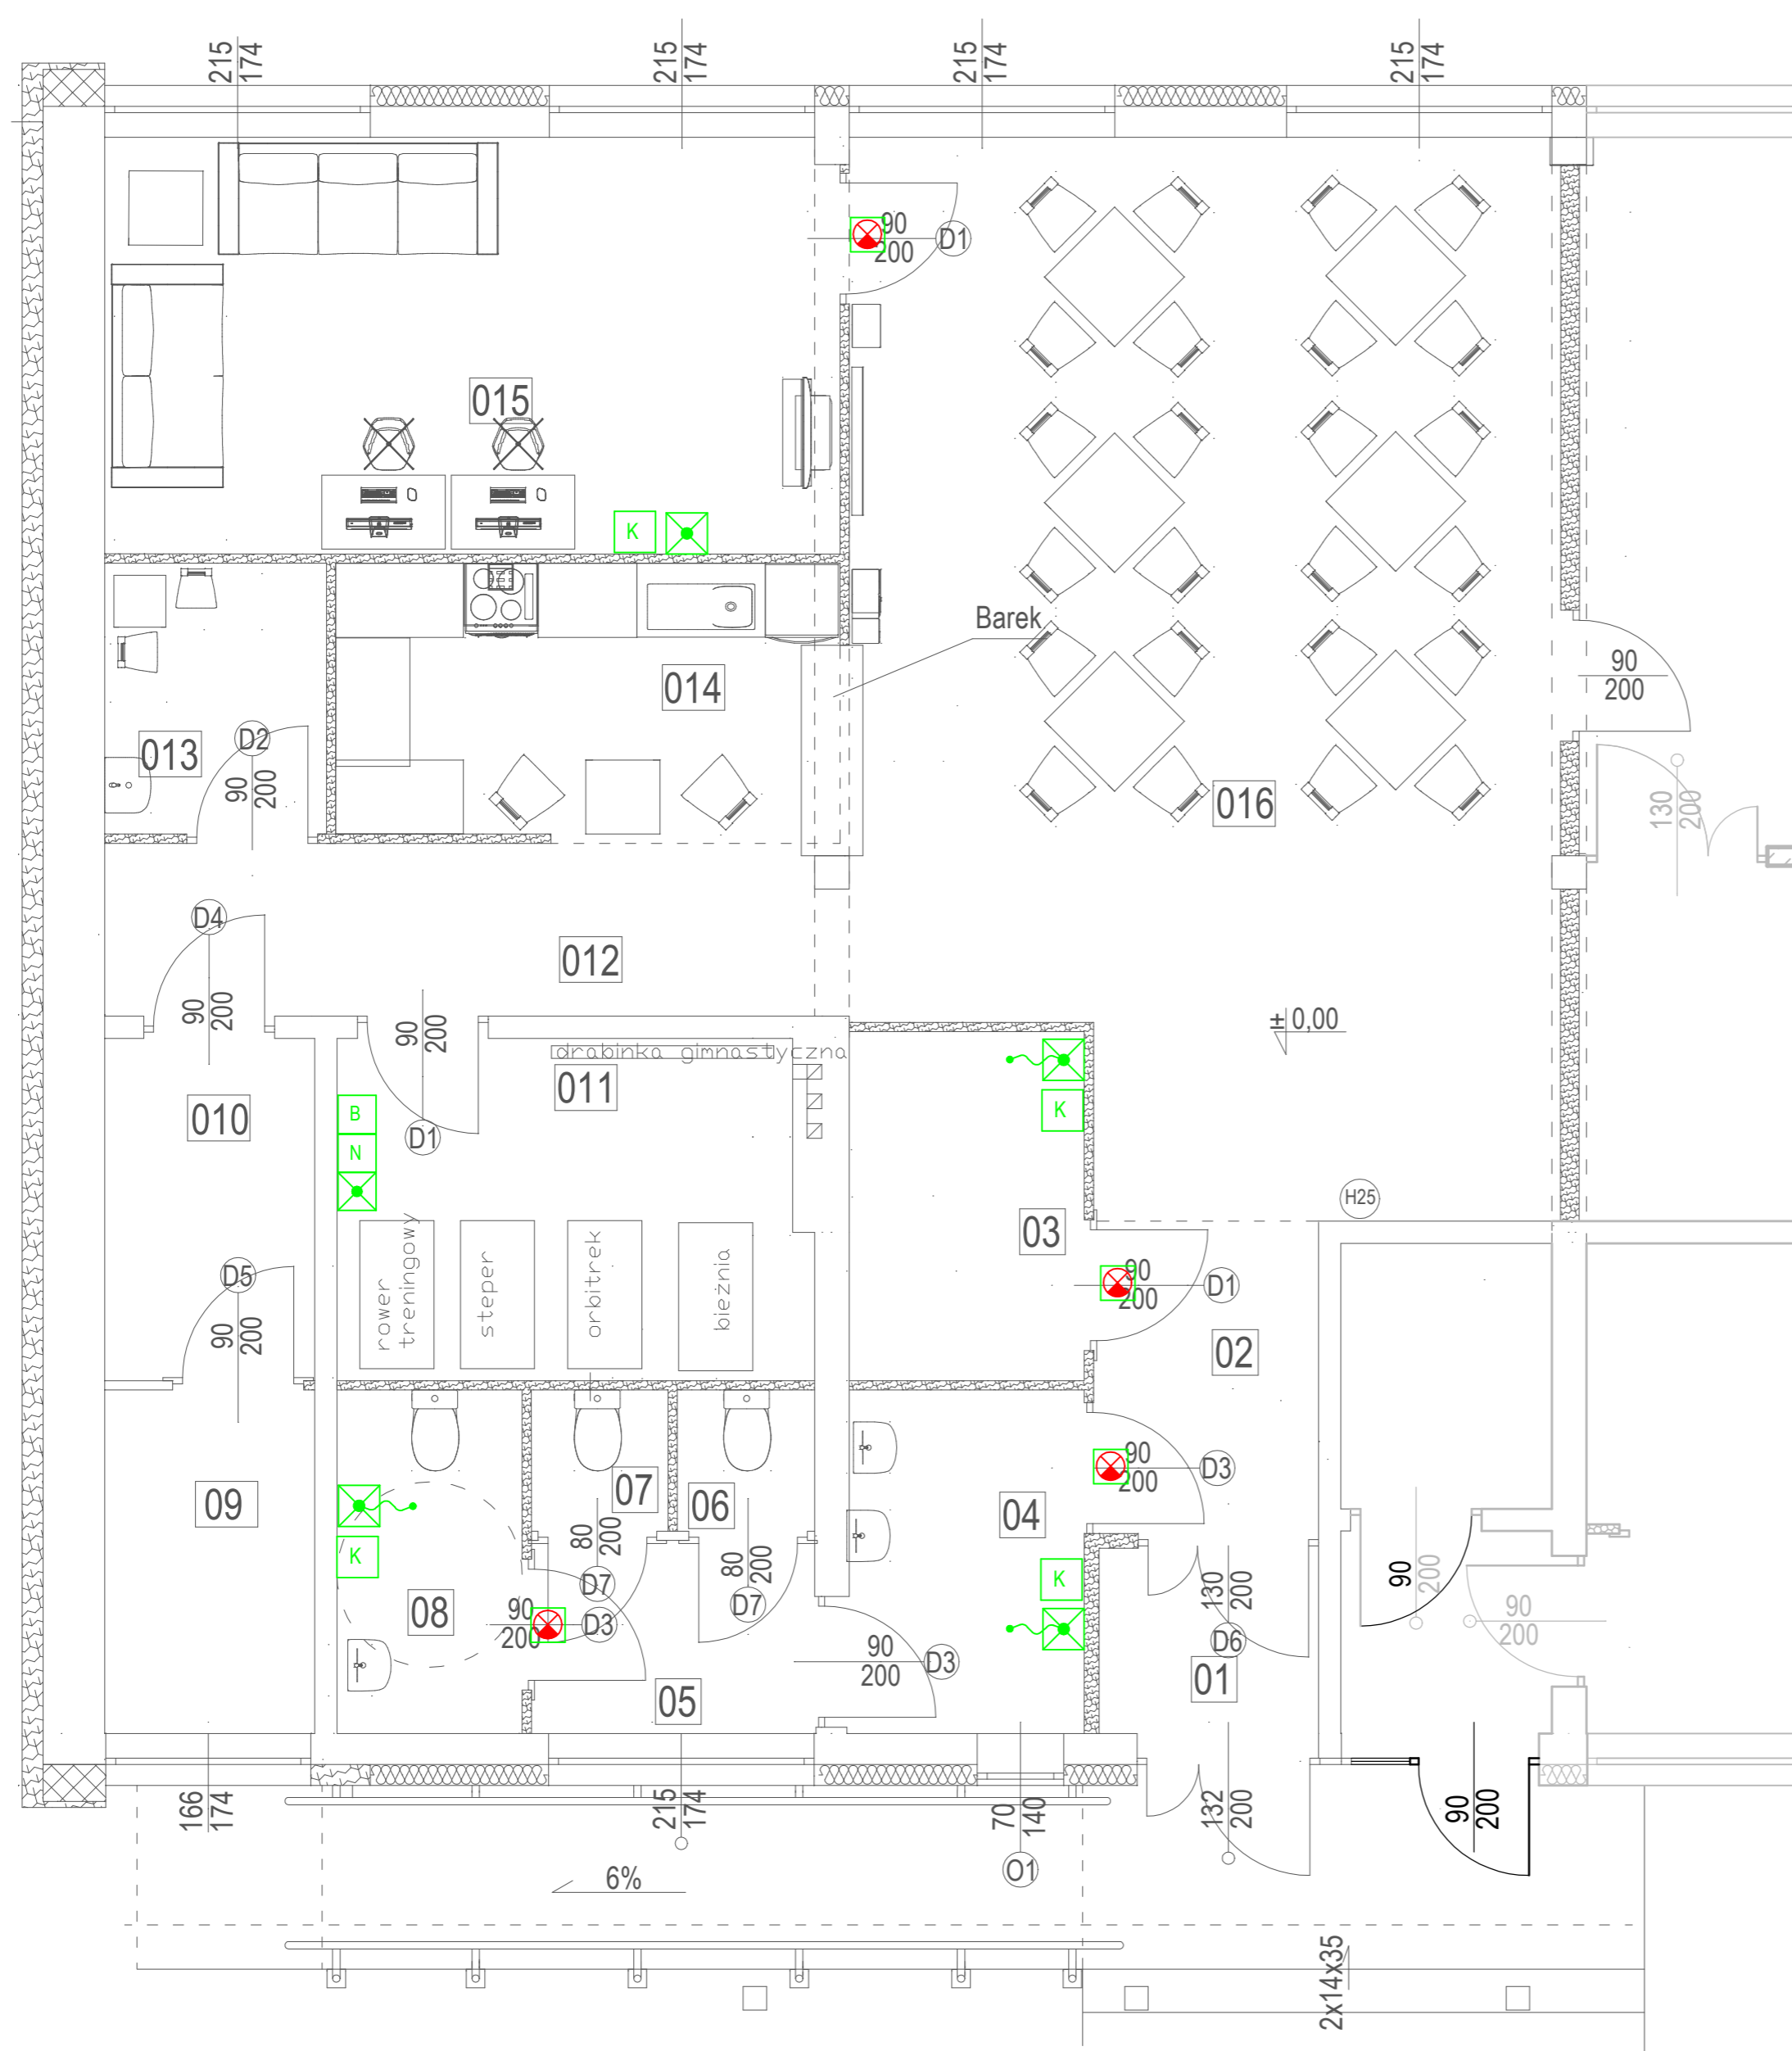 215
174
215
174
215
174
215
174
90
200
D1
015
K
Barek
014
90
200
013
D2
90
200
016
130
200
D4
90
200
012
90
200
± 0,00
drabinka gimnastyczna
011
010
B
N
D1
K
H25
03
rower
treningowy
steper
orbitrek
bieżnia
D5
90
200
90
200
D1
02
90
200
D3
09
07
06
04
80
200
80
200
K
K
D7
D7
08
90
200
D3
130
200
D6
90
200
90
200
90
200
D3
05
01
166
174
215
174
70
140
O1
132
200
90
200
6%
2x14x35